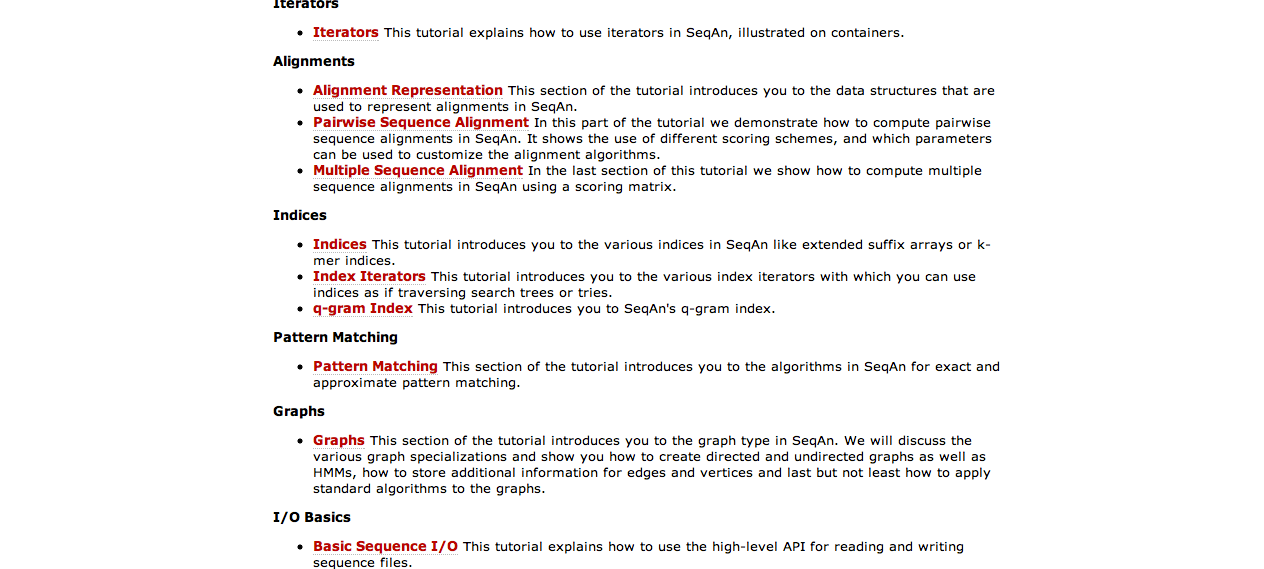 Iterators
Iterators This tutorial explains how to use iterators in SeqAn, illustrated on containers.
Alignments
Alignment Representation This section of the tutorial introduces you to the data structures that are
used to represent alignments in SeqAn.
Pairwise Sequence Alignment In this part of the tutorial we demonstrate how to compute pairwise
sequence alignments in SeqAn. It shows the use of different scoring schemes, and which parameters
can be used to customize the alignment algorithms.
Multiple Sequence Alignment In the last section of this tutorial we show how to compute multiple
sequence alignments in SeqAn using a scoring matrix.
Indices
Indices This tutorial introduces you to the various indices in SeqAn like extended suffix arrays or k-
mer indices.
Index Iterators This tutorial introduces you to the various index iterators with which you can use
indices as if traversing search trees or tries.
q-gram Index This tutorial introduces you to SeqAn's q-gram index.
Pattern Matching
Pattern Matching This section of the tutorial introduces you to the algorithms in SeqAn for exact and
approximate pattern matching.
Graphs
Graphs This section of the tutorial introduces you to the graph type in SeqAn. We will discuss the
various graph specializations and show you how to create directed and undirected graphs as well as
HMMs, how to store additional information for edges and vertices and last but not least how to apply
standard algorithms to the graphs.
I/O Basics
Basic Sequence I/O This tutorial explains how to use the high-level API for reading and writing
sequence files.